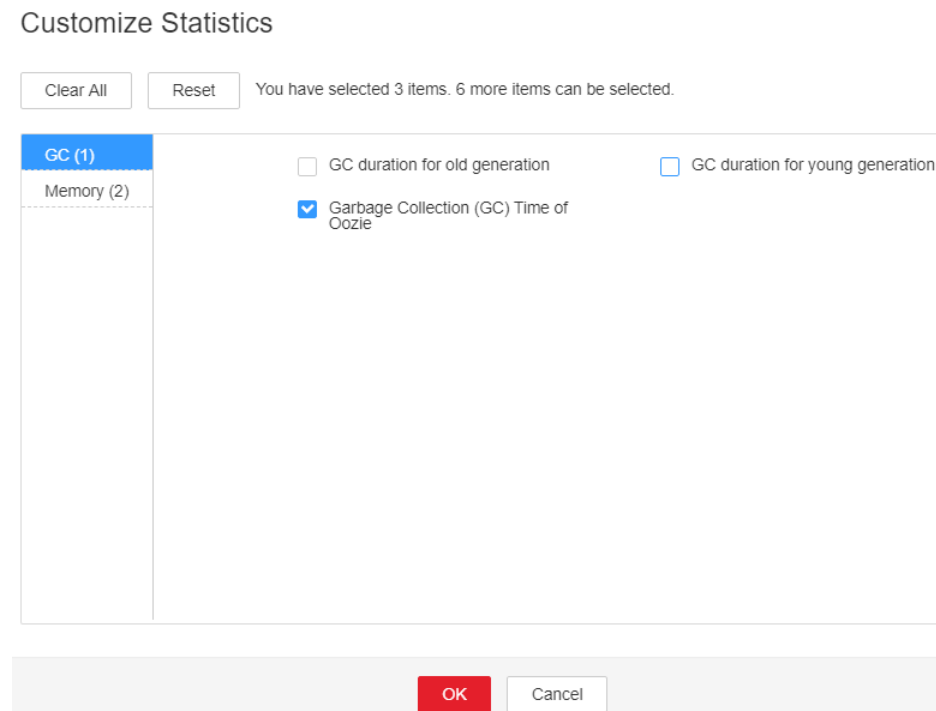 Customize Statistics
Clear All
Reset
You have selected 3 items. 6 more items can be selected.
GC (1)
Memory (2)
GC duration for old generation
GC duration for young generation
Garbage Collection (GC) Time of
Oozie
OK
Cancel